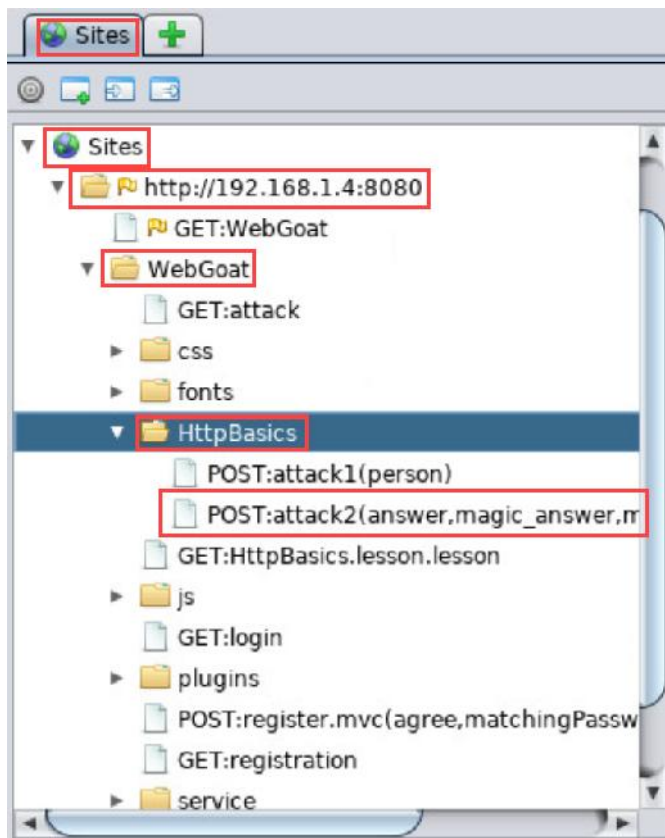 Sites
Sites
http://192.168.1.4:8080
GET:WebGoat
WebGoat
GET:attack
css
fonts
HttpBasics
POST:attack1(person)
POST:attack2(answer,magic_answer,m
GET:HttpBasics.lesson.lesson
js
GET:login
plugins
POST:register.mvc(agree,matchingPassw
GET:registration
service